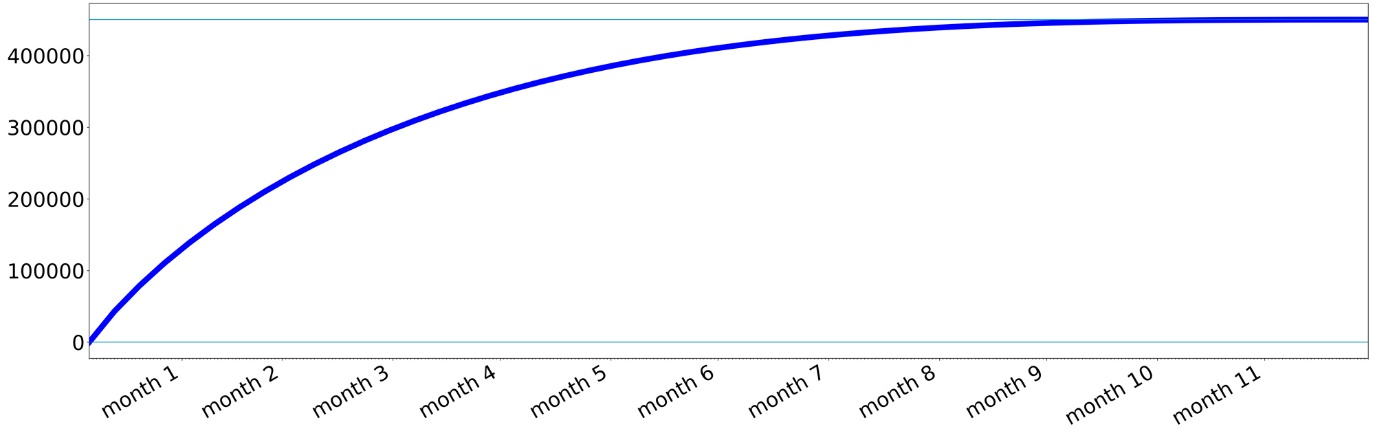 400000
300000
200000
100000
0
month 1
month 2
month 3
month 4
month 5
month 6
month 7
month 8
month 9
month 10
month 11